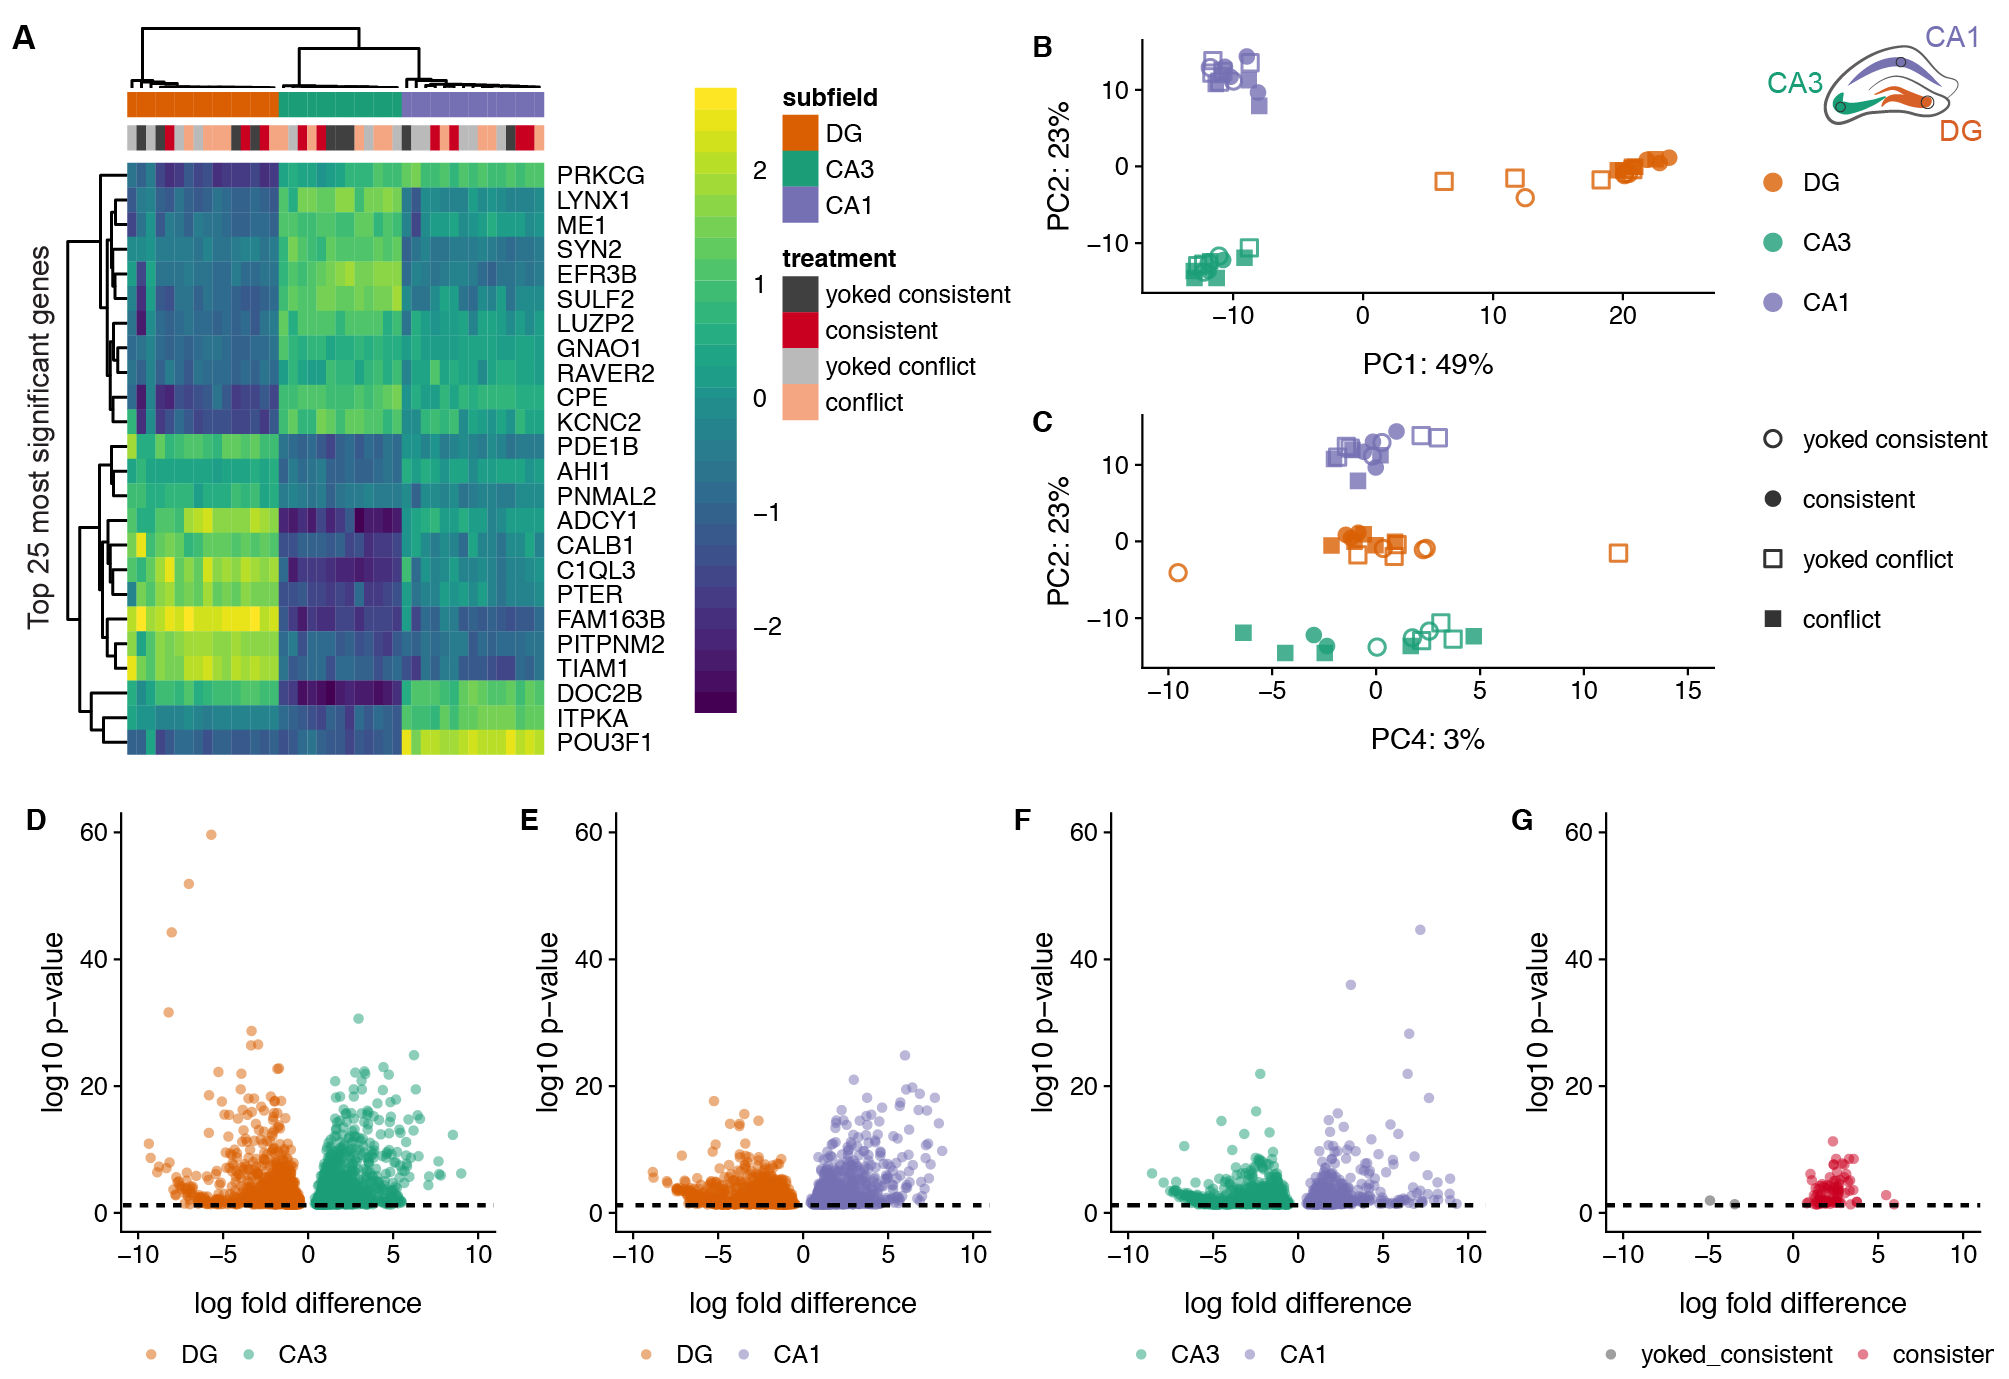 A
Top 25 most significant genes
PRKCG
LYNX1
ME1
SYN2
EFR3B
SULF2
LUZP2
GNAO1
RAVER2
CPE
KCNC2
PDE1B
AHI1
PNMAL2
ADCY1
CALB1
C1QL3
PTER
FAM163B
PITPNM2
TIAM1
DOC2B
ITPKA
POU3F1
2
1
0
−1
−2
subfield
DG
CA3
CA1
treatment
yoked consistent
consistent
yoked conflict
conflict
B
PC2: 23%
10
0
−10
−10 0 10 20
PC1: 49%
CA1
CA3
DG
DG
CA3
CA1
C
PC2: 23%
10
0
−10
−10 −5 0 5 10 15
PC4: 3%
yoked consistent
consistent
yoked conflict
conflict
D
log10 p−value
60
40
20
0
−10 −5 0 5 10
log fold difference
DG CA3
E
log10 p−value
60
40
20
0
−10 −5 0 5 10
log fold difference
DG CA1
F
log10 p−value
60
40
20
0
−10 −5 0 5 10
log fold difference
CA3 CA1
G
log10 p−value
60
40
20
0
−10 −5 0 5 10
log fold difference
yoked_consistent consisten